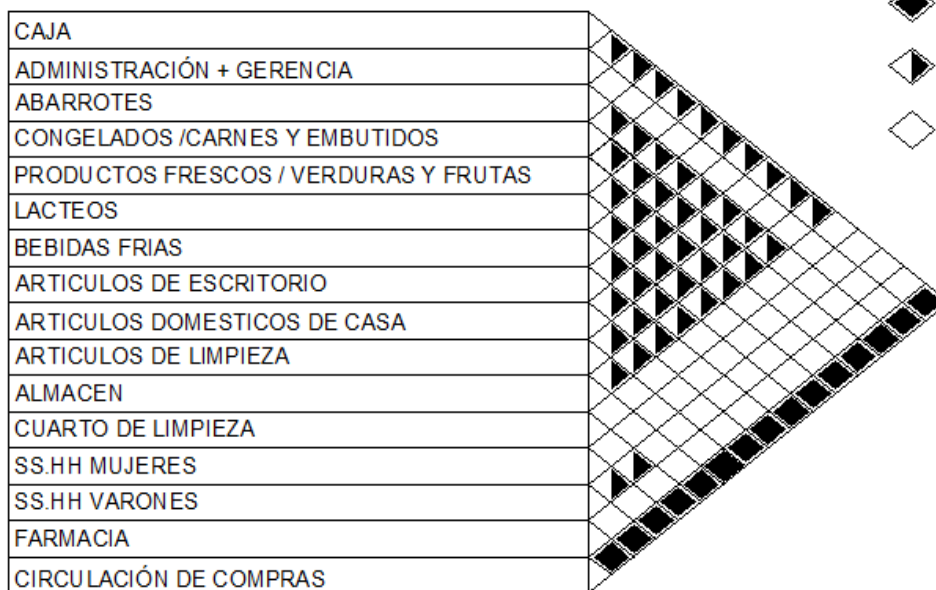 CAJA
ADMINISTRACIÓN + GERENCIA
ABARROTES
CONGELADOS /CARNES Y EMBUTIDOS
PRODUCTOS FRESCOS / VERDURAS Y FRUTAS
LACTEOS
BEBIDAS FRIAS
ARTICULOS DE ESCRITORIO
ARTICULOS DOMESTICOS DE CASA
ARTICULOS DE LIMPIEZA
ALMACEN
CUARTO DE LIMPIEZA
SS.HH MUJERES
SS.HH VARONES
FARMACIA
CIRCULACIÓN DE COMPRAS